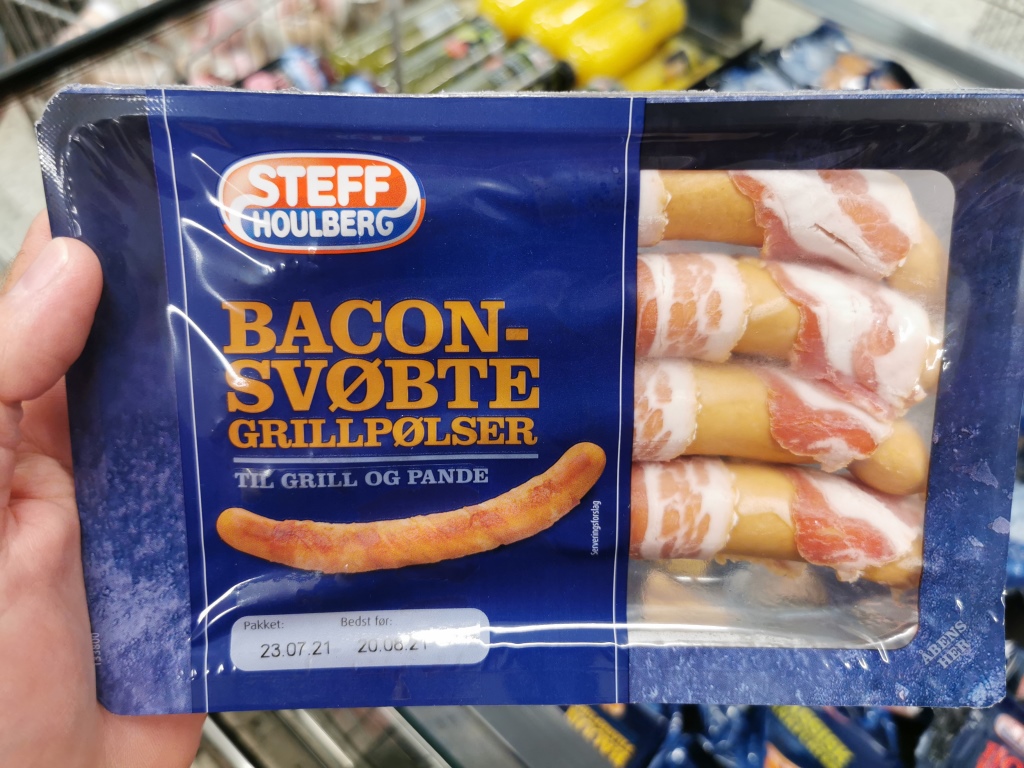 STEFF
HOULBERG
BACON-
SVØBTE
GRILLPØLSER
TIL GRILL OG PANDE
Serveringsforslag
Pakket: Bedst før:
23.07.21 20.08.21
ÅBENS
HER